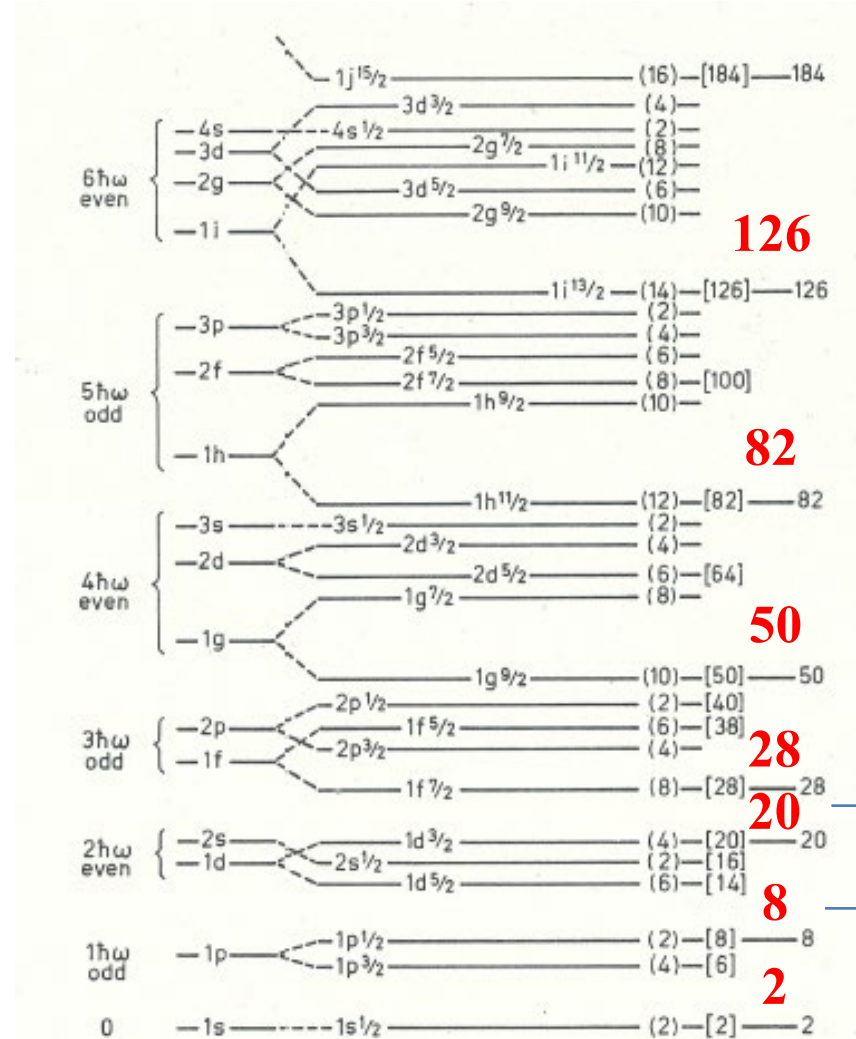 1j 15/2 (16) [184] 184
3d 3/2 (4)
4s 4s 1/2 (2)
3d 2g 7/2 (8)
1i 11/2 (12)
6ħω even 2g 3d 5/2 (6)
2g 9/2 (10)
1i 126
1i 13/2 (14) [126] 126
3p 3p 1/2 (2)
3p 3/2 (4)
2f 5/2 (6)
2f 2f 7/2 (8) [100]
5ħω odd 1h 9/2 (10)
1h 82
1h 11/2 (12) [82] 82
3s 3s 1/2 (2)
2d 3/2 (4)
2d 2d 5/2 (6) [64]
4ħω even 1g 7/2 (8)
1g 50
1g 9/2 (10) [50] 50
2p 1/2 (2) [40]
3ħω odd 2p 1f 5/2 (6) [38]
1f 2p 3/2 (4) 28
1f 7/2 (8) [28] 28
20
2s 1d 3/2 (4) [20] 20
2ħω even 1d 2s 1/2 (2) [16]
1d 5/2 (6) [14]
8
1p 1/2 (2) [8] 8
1ħω odd 1p 1p 3/2 (4) [6]
2
0 1s 1s 1/2 (2) [2] 2